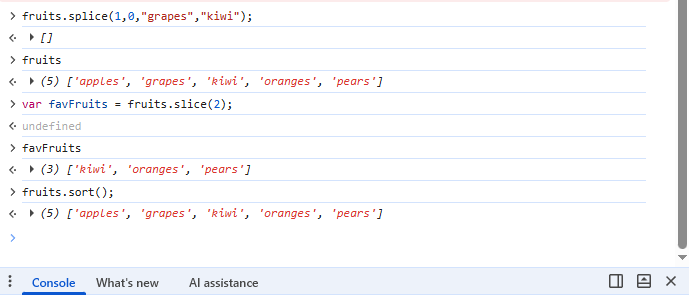 > fruits.splice(1,0,"grapes","kiwi");
<· ▶ []
> fruits
<· ▶ (5) ['apples', 'grapes', 'kiwi', 'oranges', 'pears']
> var favFruits = fruits.slice(2);
<· undefined
> favFruits
<· ▶ (3) ['kiwi', 'oranges', 'pears']
> fruits.sort();
<· ▶ (5) ['apples', 'grapes', 'kiwi', 'oranges', 'pears']
>
Console What's new AI assistance